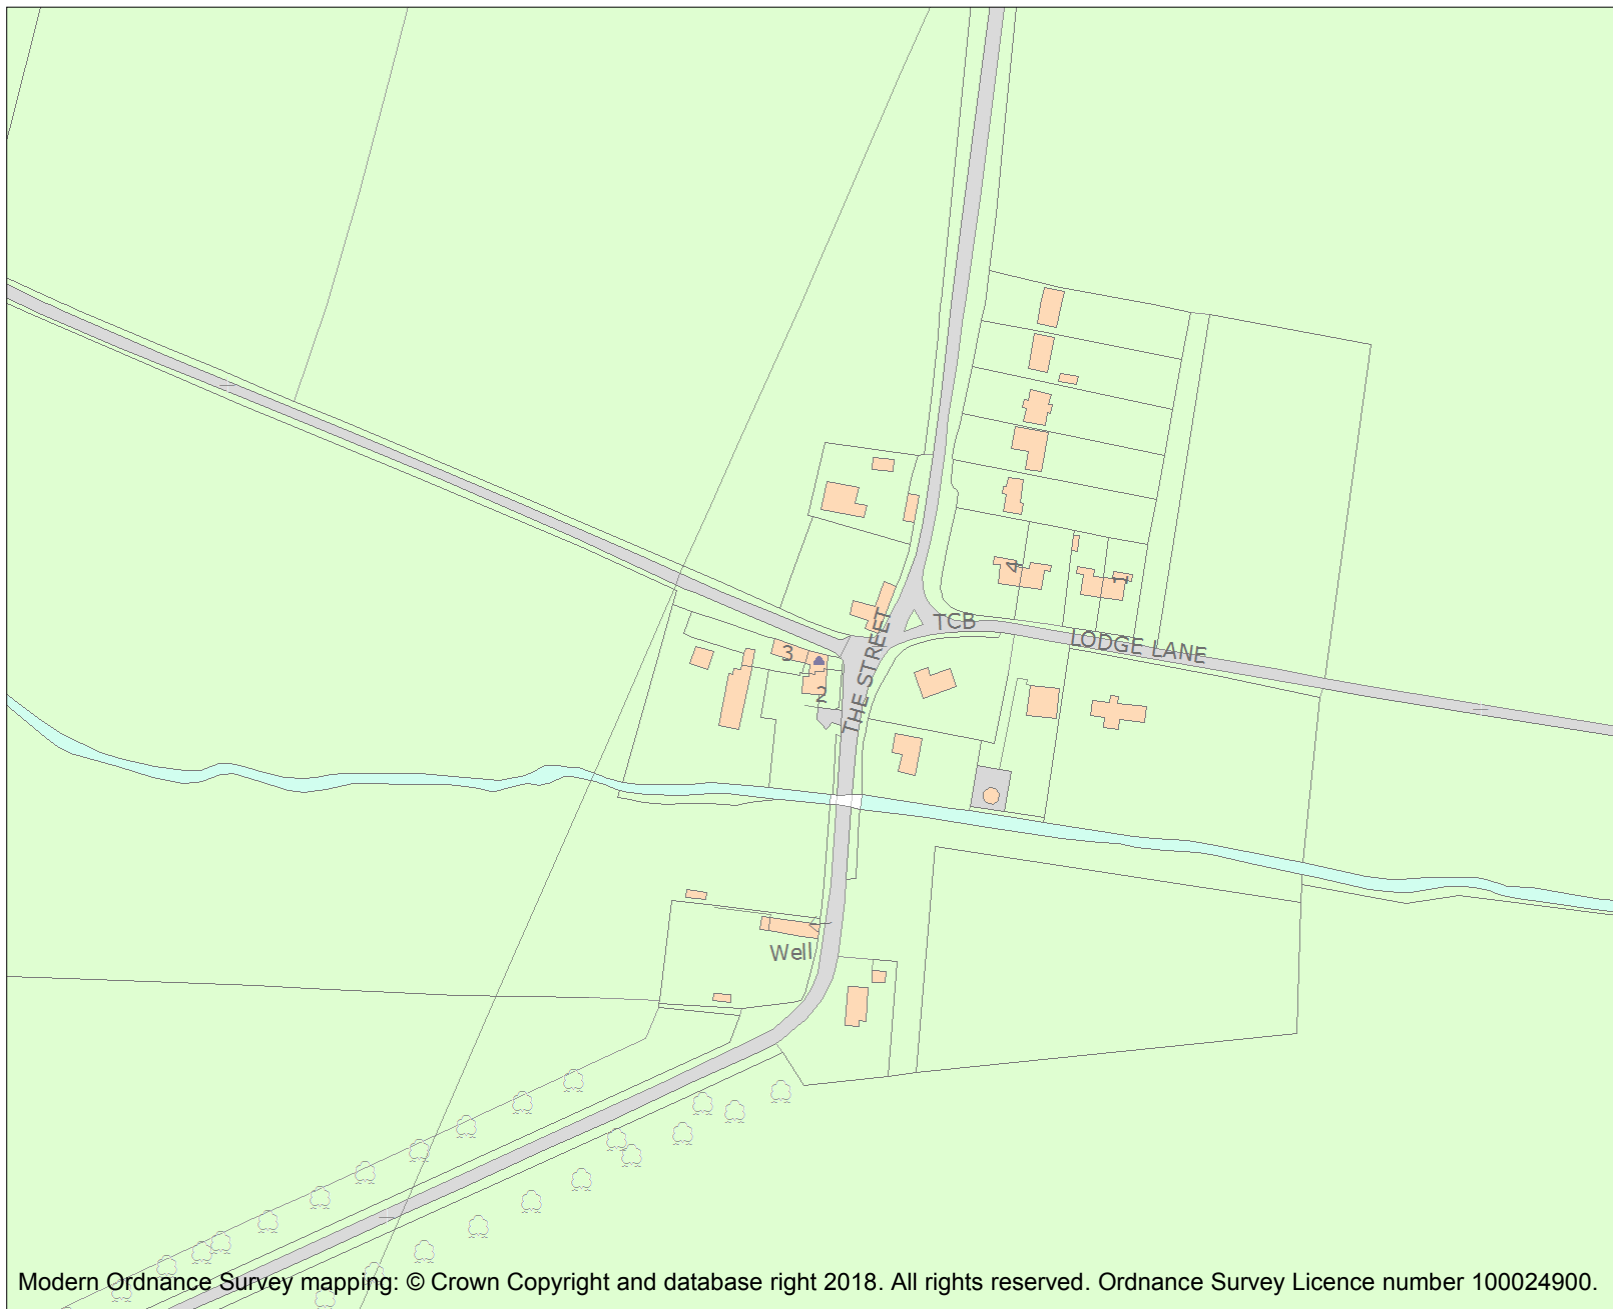 4
1
TCB
LODGE LANE
THE STREET
3
2
Well
Modern Ordnance Survey mapping: © Crown Copyright and database right 2018. All rights reserved. Ordnance Survey Licence number 100024900.